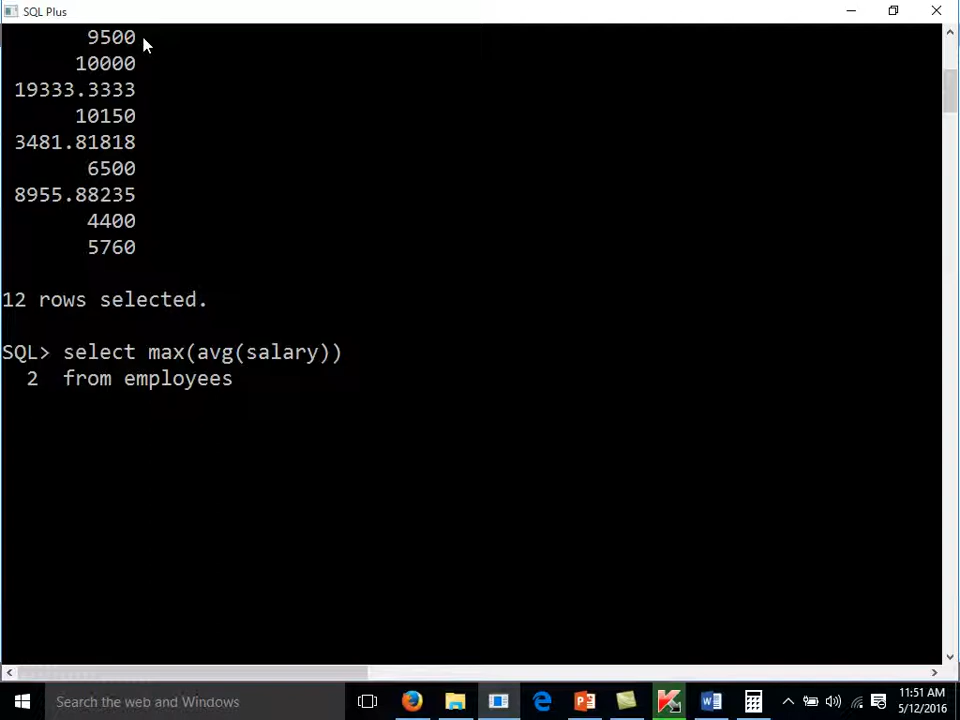 SQL Plus
9500
10000
19333.3333
10150
3481.81818
6500
8955.88235
4400
5760
12 rows selected.
SQL> select max(avg(salary))
2 from employees
Search the web and Windows
11:51 AM
5/12/2016